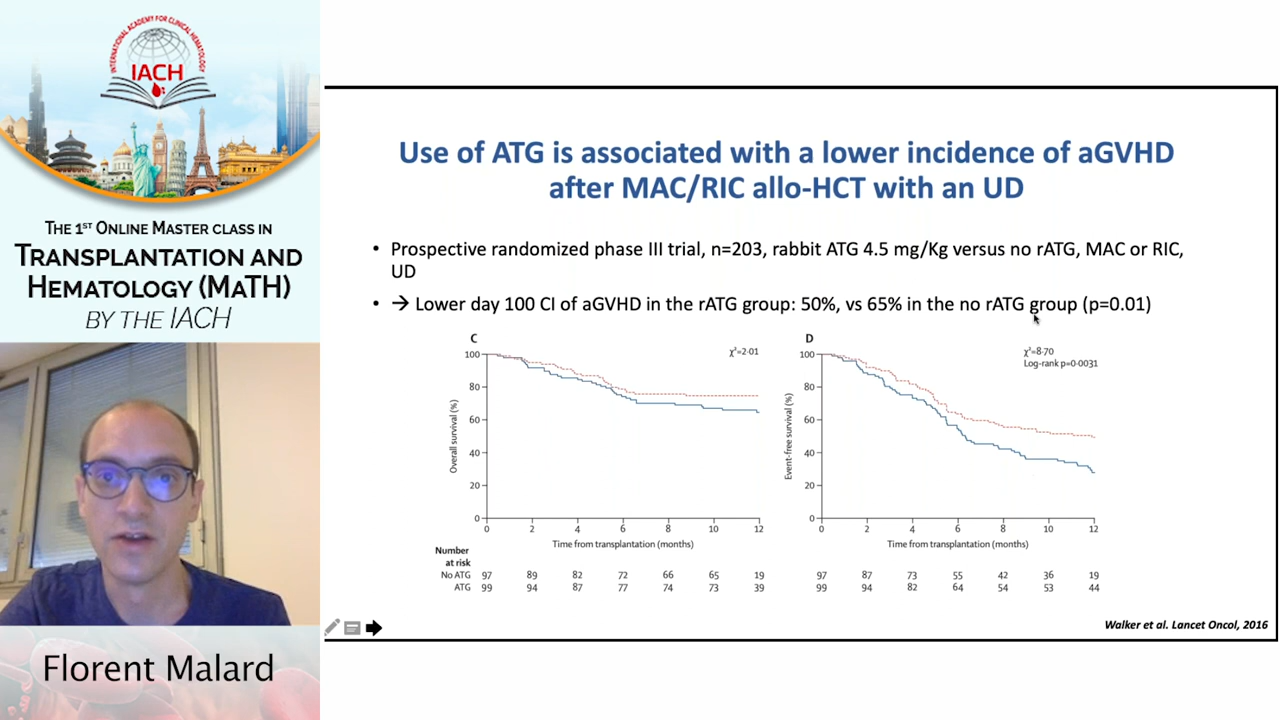 INTERNATIONAL ACADEMY FOR CLINICAL HEMATOLOGY
IACH
THE 1ST ONLINE MASTER CLASS IN
TRANSPLANTATION AND
HEMATOLOGY (MATH)
BY THE IACH
Florent Malard
Use of ATG is associated with a lower incidence of aGVHD
after MAC/RIC allo-HCT with an UD
• Prospective randomized phase III trial, n=203, rabbit ATG 4.5 mg/Kg versus no rATG, MAC or RIC,
UD
• → Lower day 100 CI of aGVHD in the rATG group: 50%, vs 65% in the no rATG group (p=0.01)
C
χ²=2·01
100
80
60
40
20
0
Overall survival (%)
0 2 4 6 8 10 12
Time from transplantation (months)
Number
at risk
No ATG 97 89 82 72 66 65 19
ATG 99 94 87 77 74 73 39
D
χ²=8·70
Log-rank p=0·0031
100
80
60
40
20
0
Event-free survival (%)
0 2 4 6 8 10 12
Time from transplantation (months)
97 87 73 55 42 36 19
99 94 82 64 54 53 44
Walker et al. Lancet Oncol, 2016